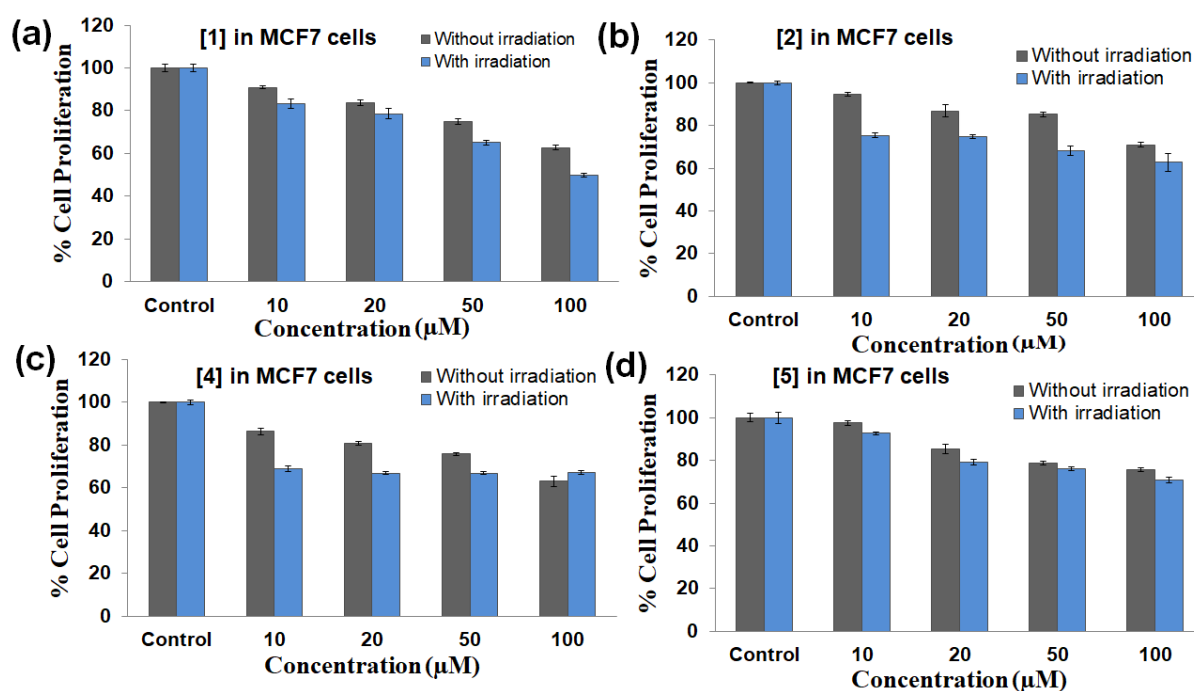 (a)
[1] in MCF7 cells
Without irradiation
With irradiation
% Cell Proliferation
120
100
80
60
40
20
0
Control 10 20 50 100
Concentration (µM)
(b)
[2] in MCF7 cells
Without irradiation
With irradiation
% Cell Proliferation
120
100
80
60
40
20
0
Control 10 20 50 100
Concentration (µM)
(c)
[4] in MCF7 cells
Without irradiation
With irradiation
% Cell Proliferation
120
100
80
60
40
20
0
Control 10 20 50 100
Concentration (µM)
(d)
[5] in MCF7 cells
Without irradiation
With irradiation
% Cell Proliferation
120
100
80
60
40
20
0
Control 10 20 50 100
Concentration (µM)